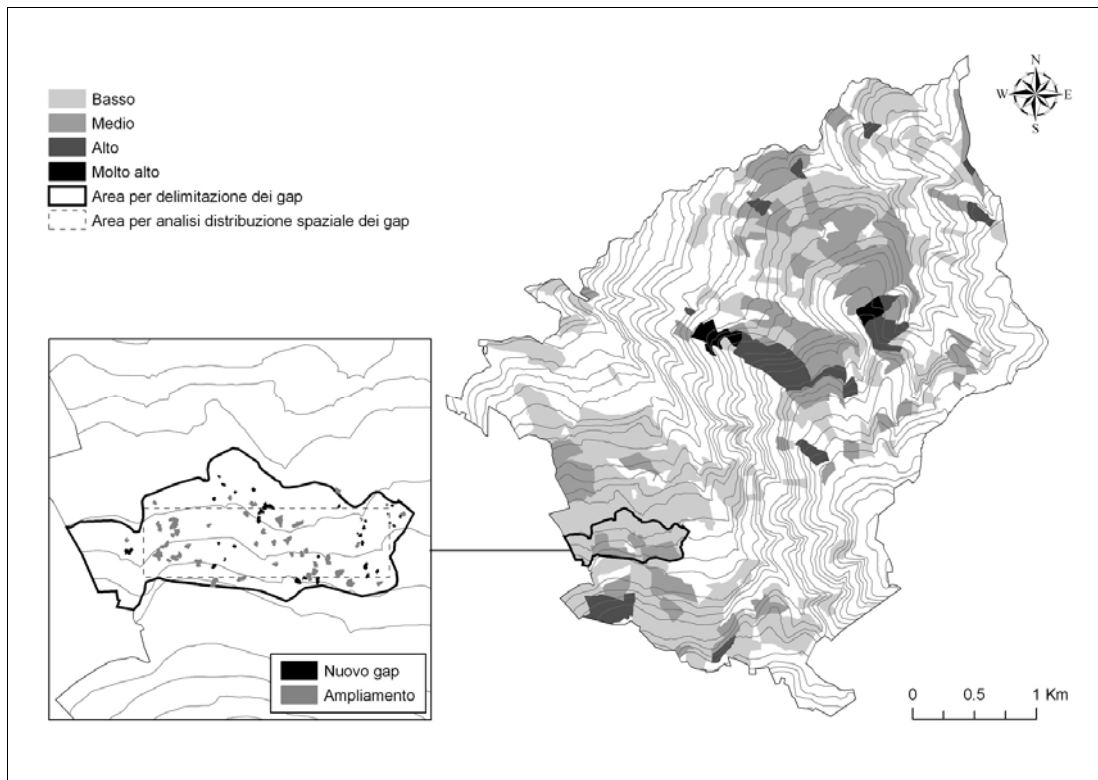 Basso
Medio
Alto
Molto alto
Area per delimitazione dei gap
Area per analisi distribuzione spaziale dei gap
N
W E
S
Nuovo gap
Ampliamento
0 0.5 1 Km